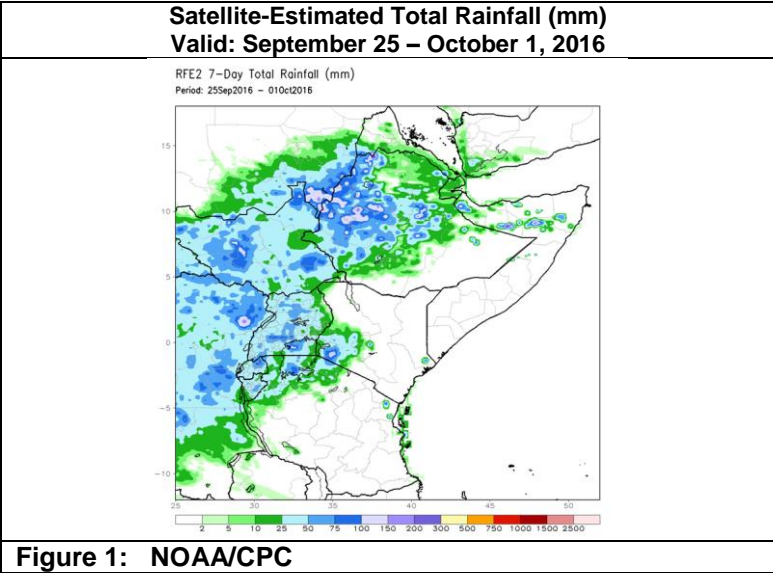 Satellite-Estimated Total Rainfall (mm)
Valid: September 25 – October 1, 2016
RFE2 7-Day Total Rainfall (mm)
Period: 25Sep2016 – 01Oct2016
15
10
5
0
-5
-10
25 30 35 40 45 50
2 5 10 25 50 75 100 150 200 300 500 750 1000 1500 2500
Figure 1: NOAA/CPC